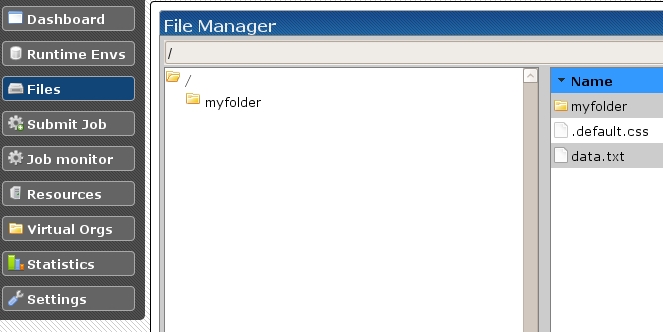 Dashboard
Runtime Envs
Files
Submit Job
Job monitor
Resources
Virtual Orgs
Statistics
Settings
File Manager
/
/
myfolder
Name
myfolder
.default.css
data.txt